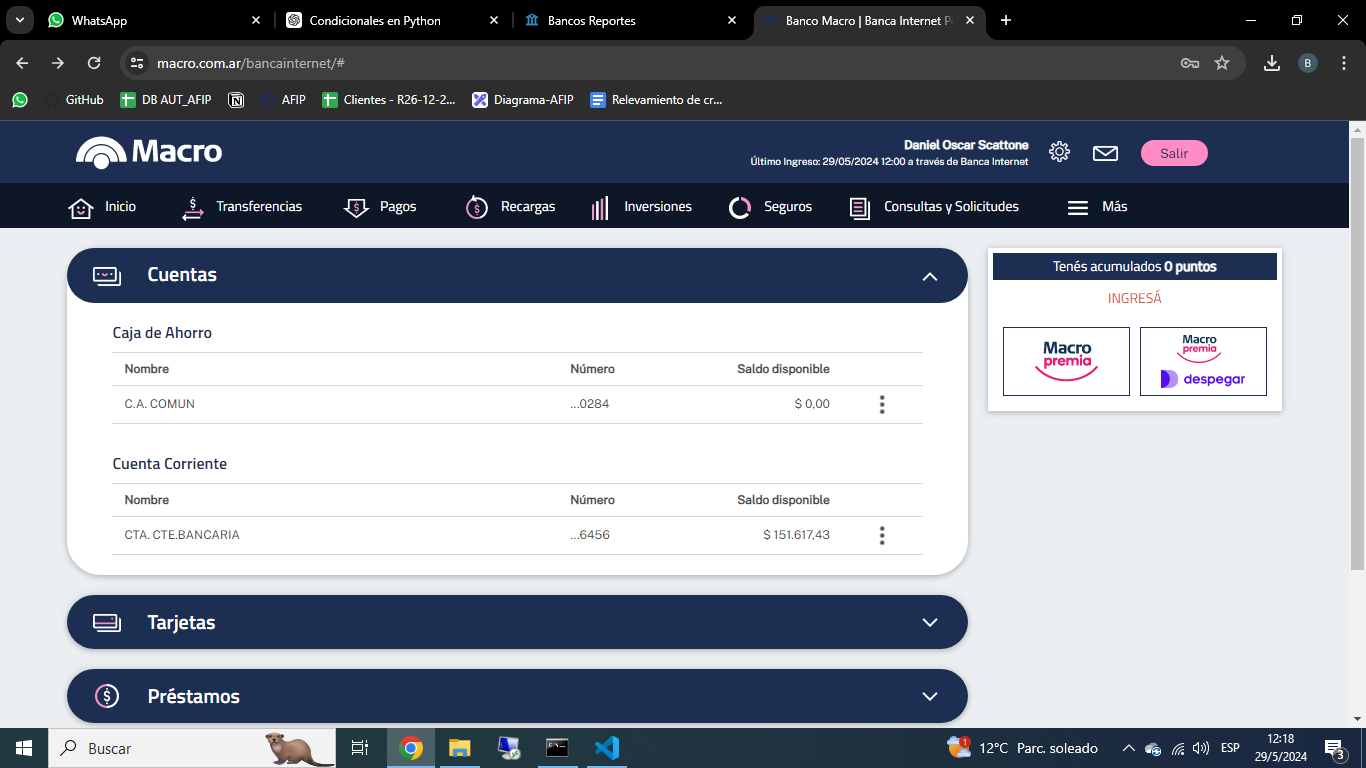 WhatsApp
Condicionales en Python
Bancos Reportes
Banco Macro | Banca Internet P
macro.com.ar/bancainternet/#
B
GitHub
DB AUT_AFIP
AFIP
Clientes - R26-12-2...
Diagrama-AFIP
Relevamiento de cr...
Macro
Daniel Oscar Scattone
Último Ingreso: 29/05/2024 12:00 a través de Banca Internet
Salir
Inicio
Transferencias
Pagos
Recargas
Inversiones
Seguros
Consultas y Solicitudes
Más
Cuentas
Caja de Ahorro
Nombre Número Saldo disponible
C.A. COMUN ...0284 $ 0,00
Cuenta Corriente
Nombre Número Saldo disponible
CTA. CTE.BANCARIA ...6456 $ 151.617,43
Tarjetas
Préstamos
Tenés acumulados 0 puntos
INGRESÁ
Macro
premia
Macro
premia
despegar
Buscar
1
12°C Parc. soleado
ESP
12:18
29/5/2024
3